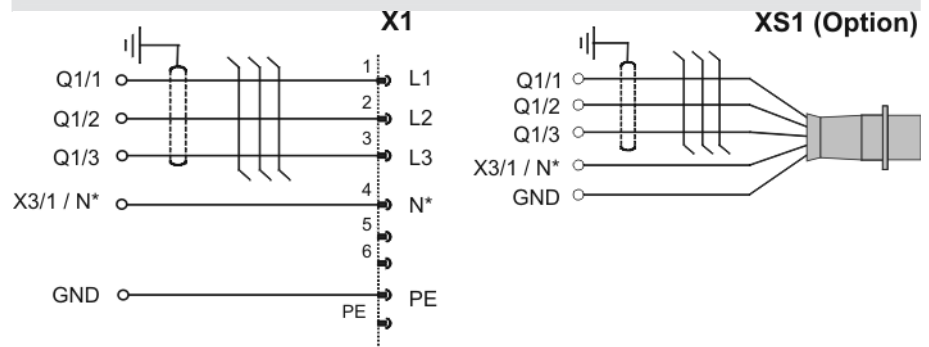 X1
XS1 (Option)
Q1/1 1 L1
Q1/2 2 L2
Q1/3 3 L3
X3/1 / N* 4 N*
5
6
GND PE
PE
Q1/1
Q1/2
Q1/3
X3/1 / N*
GND